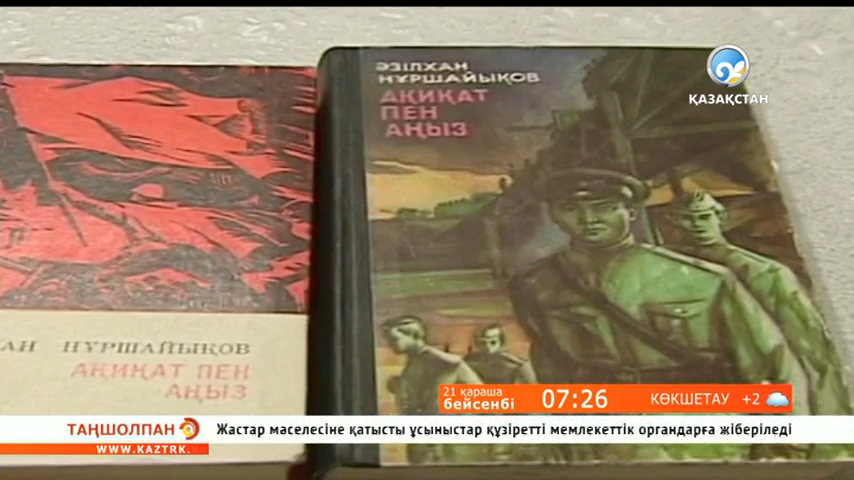 ӘЗІЛХАН
НҰРШАЙЫҚОВ
АҚИҚАТ
ПЕН
АҢЫЗ
ҚАЗАҚСТАН
АН НҰРШАЙЫҚОВ
АҚИҚАТ ПЕН
АҢЫЗ
21 қараша
бейсенбі
07:26
КӨКШЕТАУ +2
ТАҢШОЛПАН
Жастар мәселесіне қатысты ұсыныстар құзіретті мемлекеттік органдарға жіберіледі
WWW.KAZTRK.